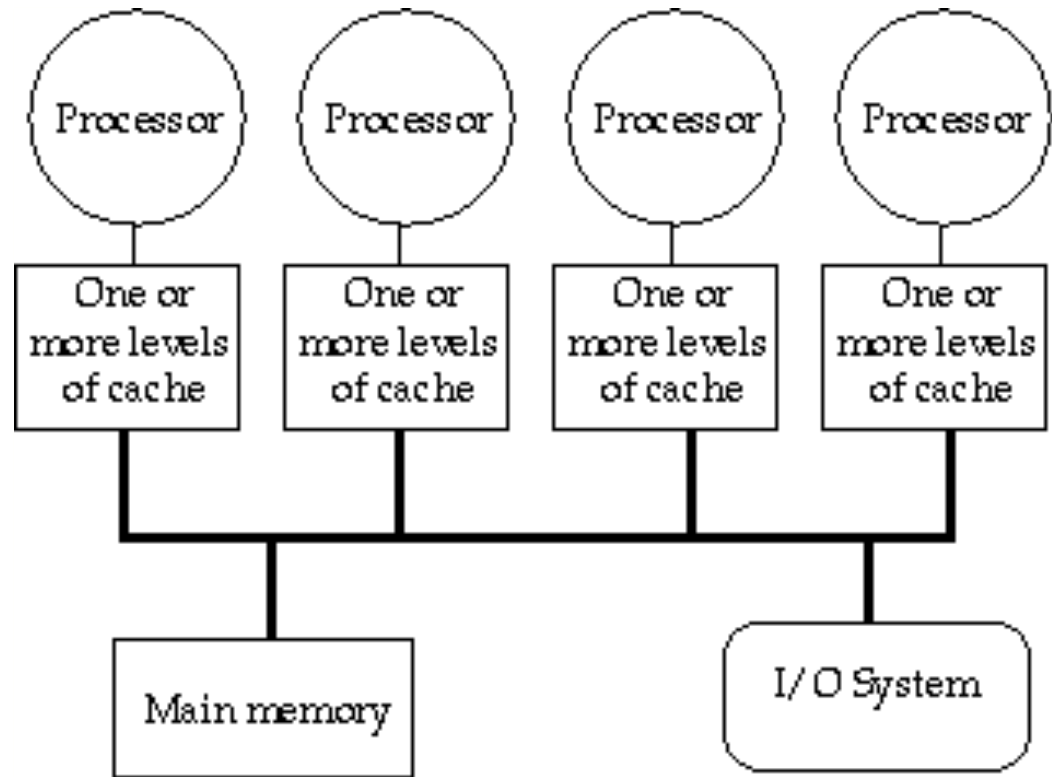 Processor
Processor
Processor
Processor
One or
more levels
of cache
One or
more levels
of cache
One or
more levels
of cache
One or
more levels
of cache
Main memory
I/O System